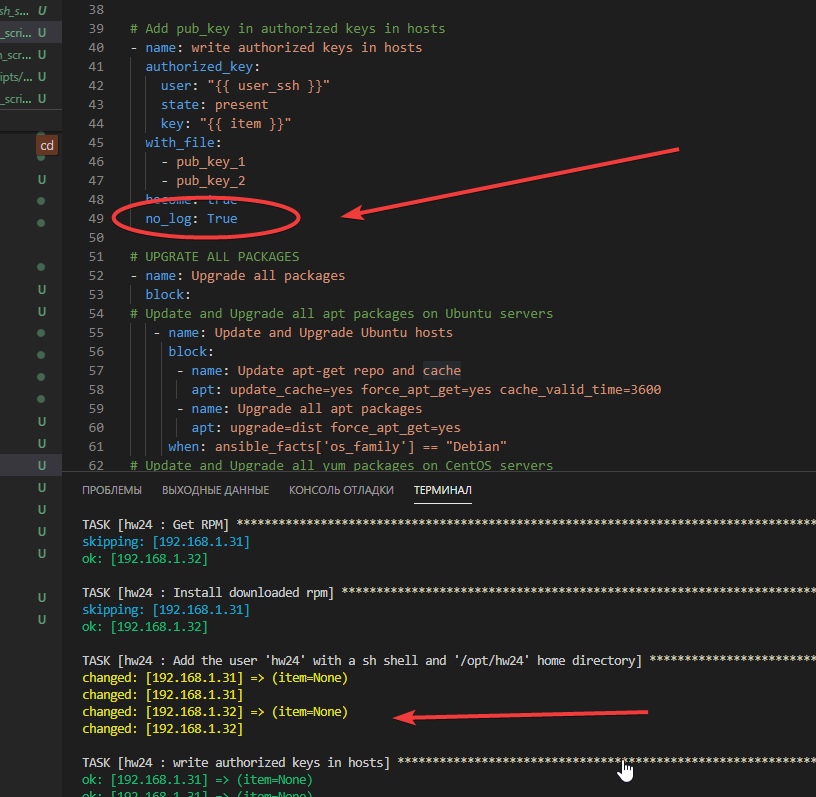 sh_s... U
_scri... U
_scr... U
ipts/... U
_scri... U
cd
U
U
U
U
U
U
U
U
U
U
U
U
38
39 # Add pub_key in authorized keys in hosts
40 - name: write authorized keys in hosts
41 authorized_key:
42 user: "{{ user_ssh }}"
43 state: present
44 key: "{{ item }}"
45 with_file:
46 - pub_key_1
47 - pub_key_2
48 become: true
49 no_log: True
50
51 # UPGRATE ALL PACKAGES
52 - name: Upgrade all packages
53 block:
54 # Update and Upgrade all apt packages on Ubuntu servers
55 - name: Update and Upgrade Ubuntu hosts
56 block:
57 - name: Update apt-get repo and cache
58 apt: update_cache=yes force_apt_get=yes cache_valid_time=3600
59 - name: Upgrade all apt packages
60 apt: upgrade=dist force_apt_get=yes
61 when: ansible_facts['os_family'] == "Debian"
62 # Update and Upgrade all yum packages on CentOS servers
ПРОБЛЕМЫ ВЫХОДНЫЕ ДАННЫЕ КОНСОЛЬ ОТЛАДКИ ТЕРМИНАЛ
TASK [hw24 : Get RPM] ***********************************************************************************
skipping: [192.168.1.31]
ok: [192.168.1.32]
TASK [hw24 : Install downloaded rpm] ********************************************************************
skipping: [192.168.1.31]
ok: [192.168.1.32]
TASK [hw24 : Add the user 'hw24' with a sh shell and '/opt/hw24' home directory] ************************
changed: [192.168.1.31] => (item=None)
changed: [192.168.1.31]
changed: [192.168.1.32] => (item=None)
changed: [192.168.1.32]
TASK [hw24 : write authorized keys in hosts] ************************************************************
ok: [192.168.1.31] => (item=None)
ok: [192.168.1.31] => (item=None)